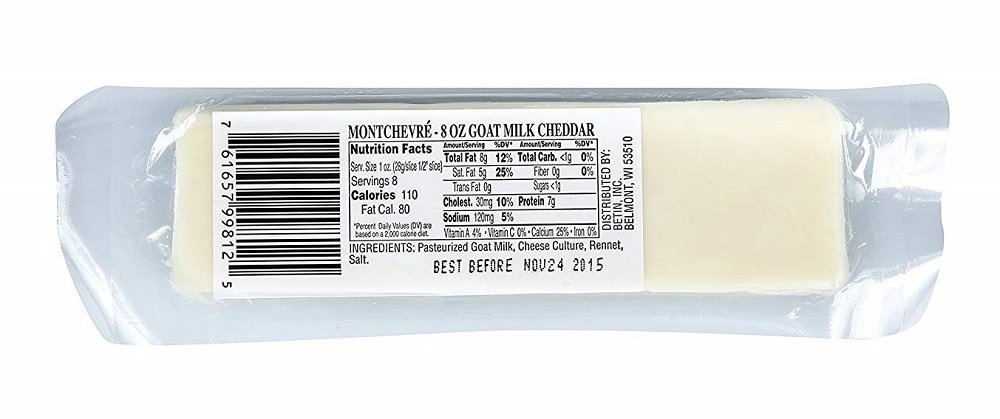 7 61657 99812 5
MONTCHEVRÉ - 8 OZ GOAT MILK CHEDDAR
Nutrition Facts
Serv. Size 1 oz. (28g/slice 1/2" slice)
Servings 8
Calories 110
Fat Cal. 80
*Percent Daily Values (DV) are
based on a 2,000 calorie diet.
Amount/Serving %DV* Amount/Serving %DV*
Total Fat 8g 12% Total Carb. <1g 0%
Sat. Fat 5g 25% Fiber 0g 0%
Trans Fat 0g Sugars <1g
Cholest. 30mg 10% Protein 7g
Sodium 120mg 5%
Vitamin A 4% • Vitamin C 0% • Calcium 25% • Iron 0%
DISTRIBUTED BY:
BETIN, INC.
BELMONT, WI 53510
INGREDIENTS: Pasteurized Goat Milk, Cheese Culture, Rennet,
Salt.
BEST BEFORE NOV24 2015